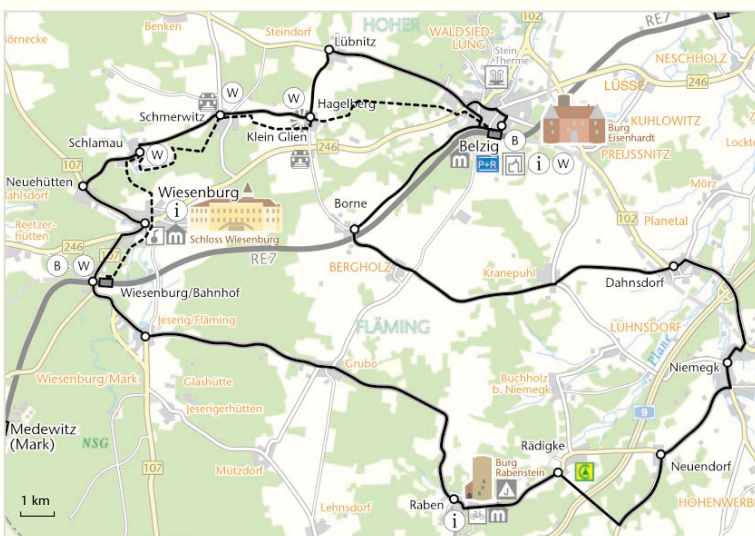 HOHER
Benken
Steindorf
Lübnitz
WALDSIED-
LUNG
Stein-
Therme
RE7
NESCHHOLZ
LÜSSE
246
KUHLOWITZ
W
W
Hagelberg
Schmerwitz
Klein Glien
Burg
Eisenhardt
PREUSSNITZ
B
Belzig
P+R
i
W
246
Schlamau
W
107
Neuehütten
Wiesenburg
i
Schloss Wiesenburg
Borne
Mörz
102
Planetal
Reetzer-
hütten
246
107
B
W
RE7
BERGHOLZ
Kranepuhl
Dahnsdorf
Wiesenburg/Bahnhof
Jeserig/Fläming
FLÄMING
LÜHNSDORF
Plane
Niemegk
Grubo
Wiesenburg/Mark
Glashütte
Jeserigerhütten
Buchholz
b. Niemegk
9
Medewitz
(Mark)
NSG
Mützdorf
107
Burg
Rabenstein
Rädigke
Neuendorf
Raben
i
Lehnsdorf
HOHENWERB
1 km